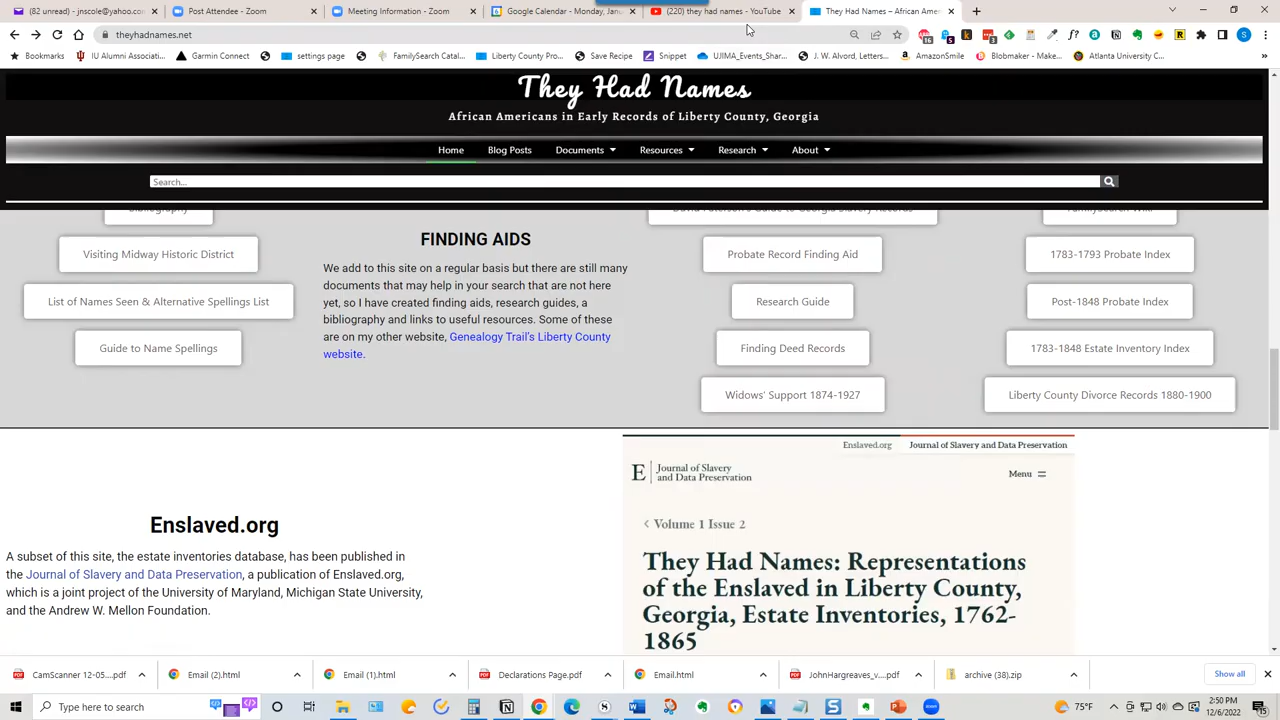 (82 unread) - jnscole@yahoo.com
Post Attendee - Zoom
Meeting Information - Zoom
Google Calendar - Monday, Janu
(220) they had names - YouTube
They Had Names – African Amer
theyhadnames.net
Bookmarks
IU Alumni Associati...
Garmin Connect
settings page
FamilySearch Catal...
Liberty County Pro...
Save Recipe
Snippet
UJIMA_Events_Shar...
J. W. Alvord, Letters...
AmazonSmile
Blobmaker - Make...
Atlanta University C...
They Had Names
African Americans in Early Records of Liberty County, Georgia
Home Blog Posts Documents Resources Research About
Search...
Bibliography
Visiting Midway Historic District
List of Names Seen & Alternative Spellings List
Guide to Name Spellings
FINDING AIDS
We add to this site on a regular basis but there are still many
documents that may help in your search that are not here
yet, so I have created finding aids, research guides, a
bibliography and links to useful resources. Some of these
are on my other website, Genealogy Trail's Liberty County
website.
David Paterson's Guide to Georgia Slavery Records
Probate Record Finding Aid
Research Guide
Finding Deed Records
Widows' Support 1874-1927
FamilySearch Wiki
1783-1793 Probate Index
Post-1848 Probate Index
1783-1848 Estate Inventory Index
Liberty County Divorce Records 1880-1900
Enslaved.org
A subset of this site, the estate inventories database, has been published in
the Journal of Slavery and Data Preservation, a publication of Enslaved.org,
which is a joint project of the University of Maryland, Michigan State University,
and the Andrew W. Mellon Foundation.
Enslaved.org
Journal of Slavery and Data Preservation
E
Journal of Slavery
and Data Preservation
Menu
Volume 1 Issue 2
They Had Names: Representations
of the Enslaved in Liberty County,
Georgia, Estate Inventories, 1762-
1865
CamScanner 12-05....pdf
Email (2).html
Email (1).html
Declarations Page.pdf
Email.html
JohnHargreaves_v....pdf
archive (38).zip
Show all
Type here to search
75°F
2:50 PM
12/6/2022